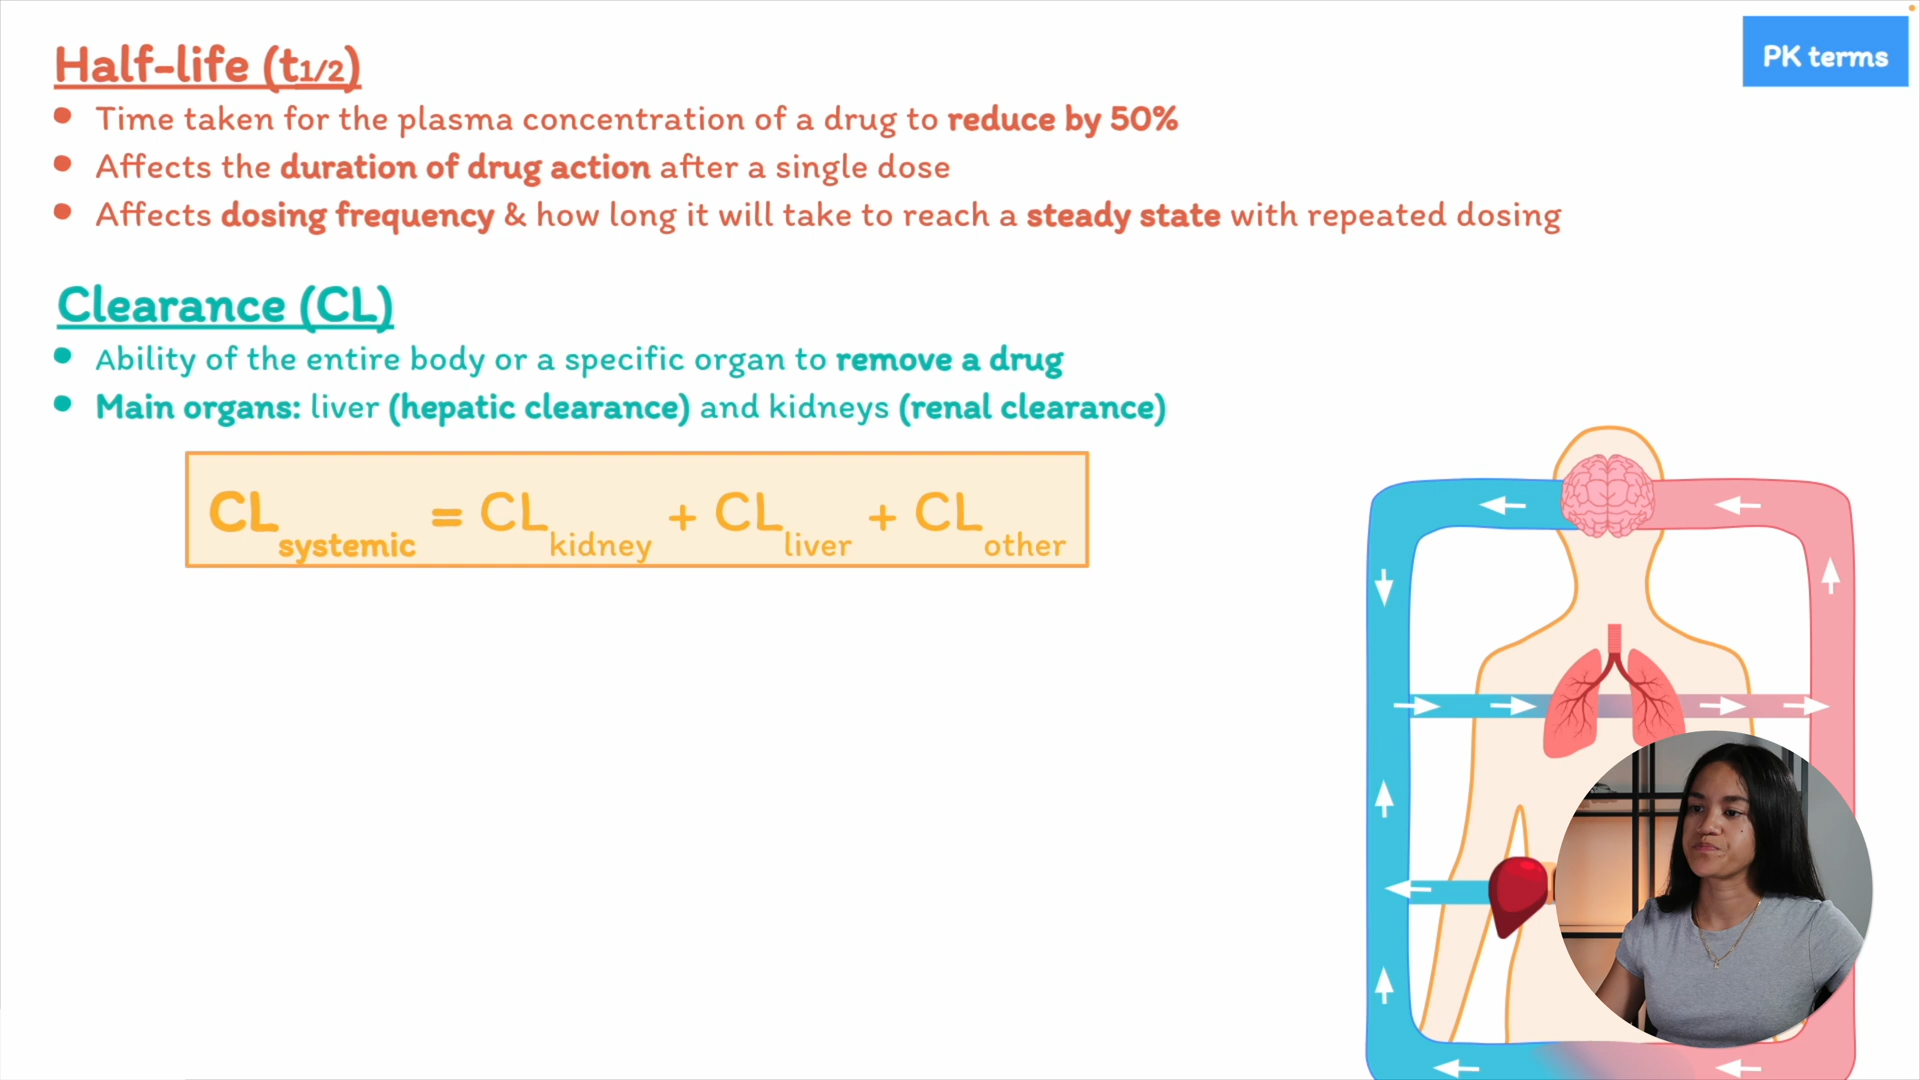 PK terms
Half-life (t1/2)
• Time taken for the plasma concentration of a drug to reduce by 50%
• Affects the duration of drug action after a single dose
• Affects dosing frequency & how long it will take to reach a steady state with repeated dosing
Clearance (CL)
• Ability of the entire body or a specific organ to remove a drug
• Main organs: liver (hepatic clearance) and kidneys (renal clearance)
CLsystemic = CLkidney + CLliver + CLother